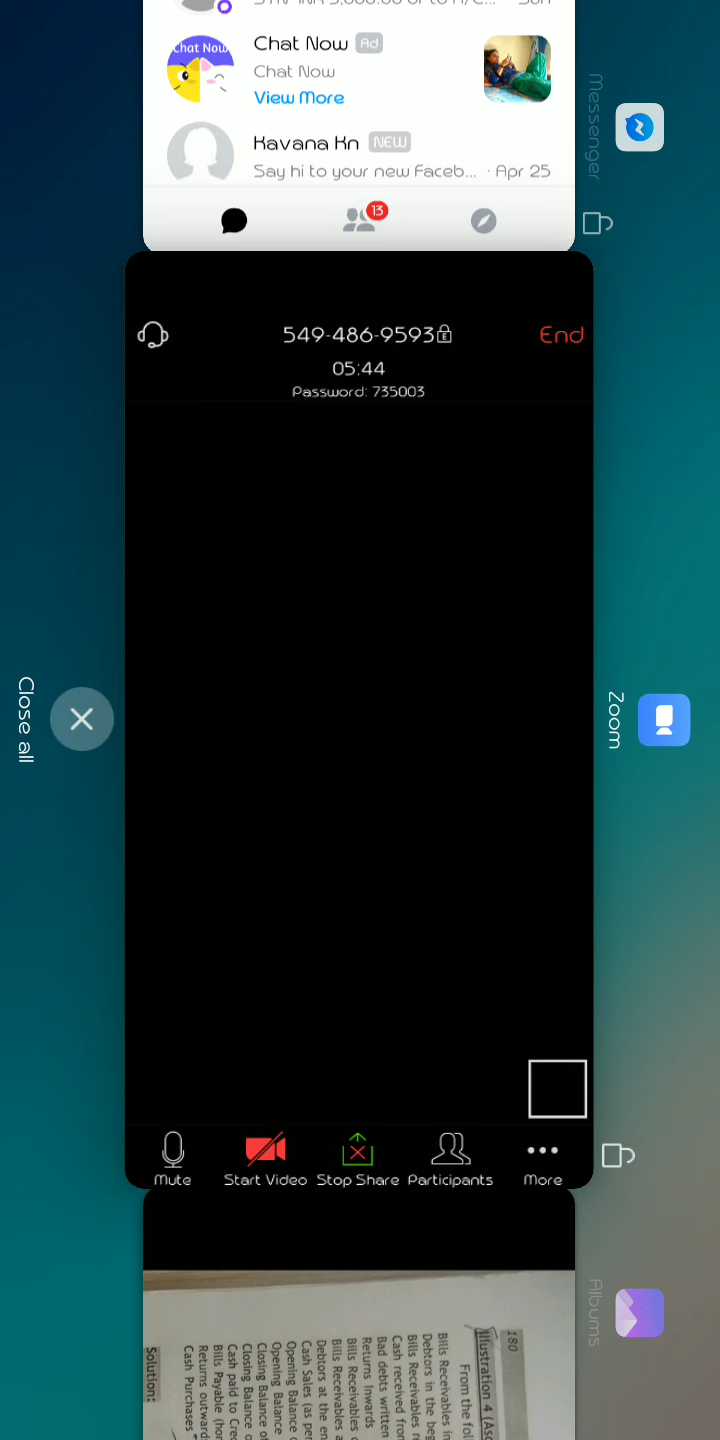 Chat Now
Chat Now Ad
Chat Now
View More
Kavana Kn NEW
Say hi to your new Faceb... · Apr 25
13
Messenger
549-486-9593
End
05:44
Password: 735003
Close all
Zoom
Mute
Start Video
Stop Share
Participants
More
Albums
180
Illustration 4
From the fol
Bills Receivables in
Debtors in the beg
Bills Receivables
Cash received from
Bad debts written
Returns Inwards
Bills Receivables
Bills Receivables
Debtors at the en
Cash Sales (as per
Opening Balance
Opening Balance
Closing Balance
Closing Balance
Cash paid to Cre
Bills Payable (hon
Returns outward
Cash Purchases
Solution: